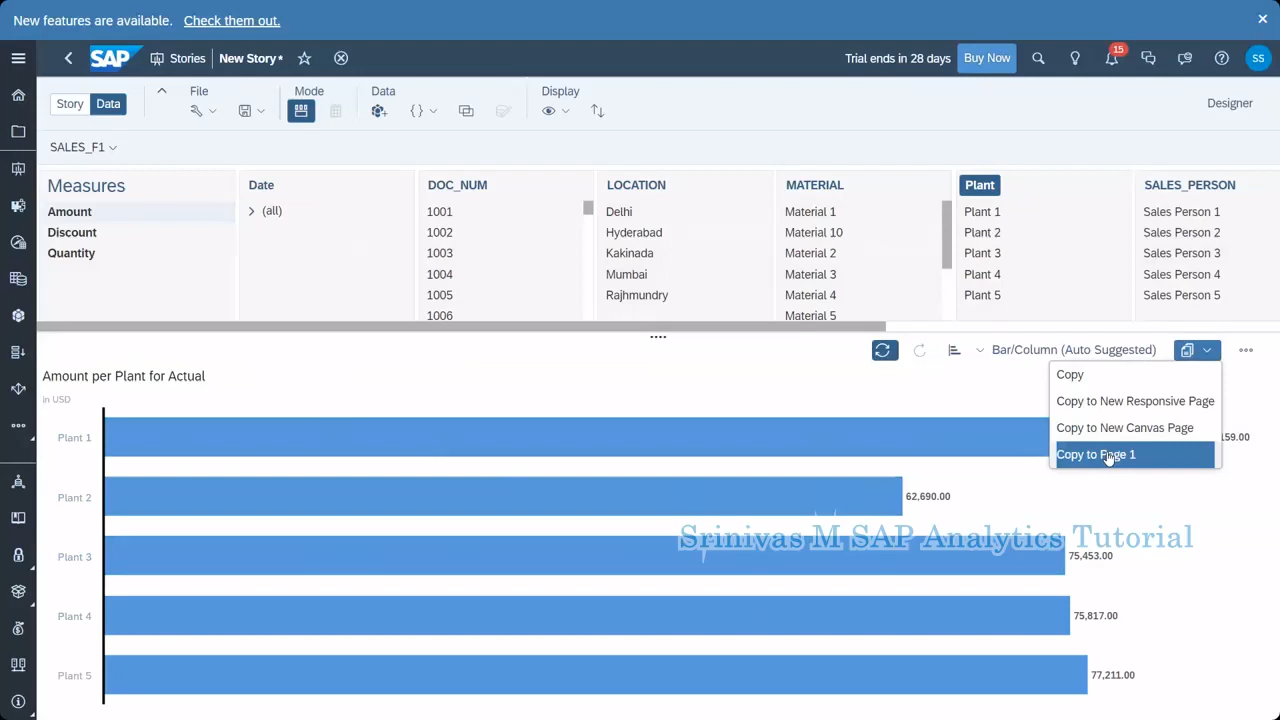 New features are available. Check them out.
SAP Stories New Story* Trial ends in 28 days Buy Now 15 SS
File Mode Data Display
Story Data Designer
SALES_F1
Measures Date DOC_NUM LOCATION MATERIAL Plant SALES_PERSON
Amount (all) 1001 Delhi Material 1 Plant 1 Sales Person 1
Discount 1002 Hyderabad Material 10 Plant 2 Sales Person 2
Quantity 1003 Kakinada Material 2 Plant 3 Sales Person 3
1004 Mumbai Material 3 Plant 4 Sales Person 4
1005 Rajhmundry Material 4 Plant 5 Sales Person 5
1006 Material 5
Bar/Column (Auto Suggested)
Amount per Plant for Actual
in USD
Copy
Copy to New Responsive Page
Copy to New Canvas Page
Copy to Page 1
Plant 1 159.00
Plant 2 62,690.00
Srinivas M SAP Analytics Tutorial
Plant 3 75,453.00
Plant 4 75,817.00
Plant 5 77,211.00